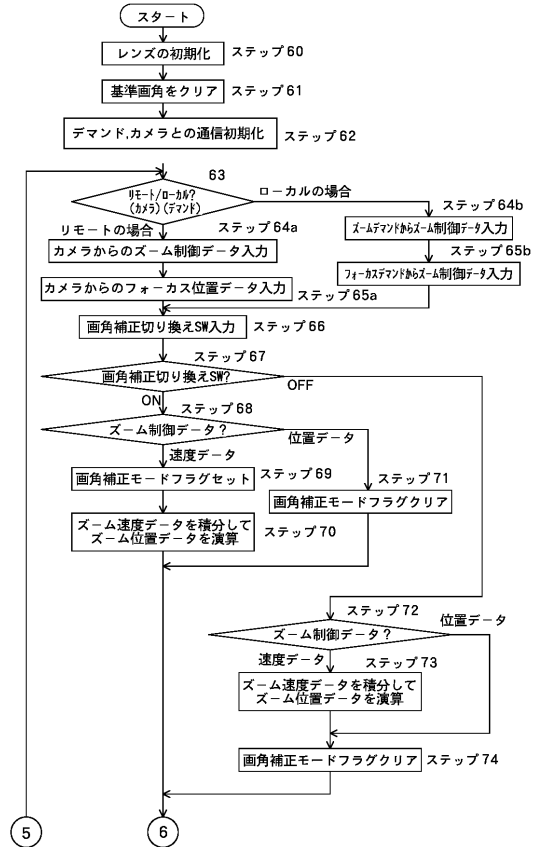 スタート
レンズの初期化 ステップ60
基準画角をクリア ステップ61
デマンド,カメラとの通信初期化 ステップ62
63
リモート/ローカル?
(カメラ)(デマンド)
ローカルの場合
リモートの場合
ステップ64a
ステップ64b
カメラからのズーム制御データ入力
ズームデマンドからズーム制御データ入力
ステップ65b
カメラからのフォーカス位置データ入力
フォーカスデマンドからズーム制御データ入力
ステップ65a
画角補正切り換えSW入力 ステップ66
ステップ67
画角補正切り換えSW?
OFF
ON
ステップ68
ズーム制御データ?
位置データ
速度データ
ステップ69
ステップ71
画角補正モードフラグセット
画角補正モードフラグクリア
ズーム速度データを積分して
ズーム位置データを演算
ステップ70
ステップ72
位置データ
ズーム制御データ?
速度データ
ステップ73
ズーム速度データを積分して
ズーム位置データを演算
画角補正モードフラグクリア ステップ74
5
6